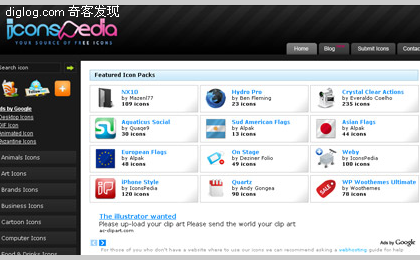 diglog.com 奇客发现
iconspedia
YOUR SOURCE OF FREE ICONS
Home
Blog
Submit Icons
Contac
Search icon
Ads by Google
Desktop Icons
GIF Icon
Animated Icon
Byzantine Icons
Animals Icons
Art Icons
Brands Icons
Business Icons
Cartoon Icons
Computer Icons
Food & Drinks Icons
Featured Icon Packs
NX10
by Mazenl77
109 icons
Hydro Pro
by Ben Fleming
23 icons
Crystal Clear Actions
by Everaldo Coelho
235 icons
Aquaticus Social
by Quage9
30 icons
Sud American Flags
by Alpak
13 icons
Asian Flags
by Alpak
44 icons
European Flags
by Alpak
48 icons
On Stage
by Deziner Folio
49 icons
Weby
by IconsPedia
100 icons
iPhone Style
by IconsPedia
120 icons
Quartz
by Andy Gongea
90 icons
WP Woothemes Ultimate
by Woothemes
78 icons
The illustrator wanted
Please up-load your clip art Please send the world your clip art
ac-clipart.com
Ads by Google
For those of you who don't have a website where to use our icons we can recommend asking a webhosting guide for help